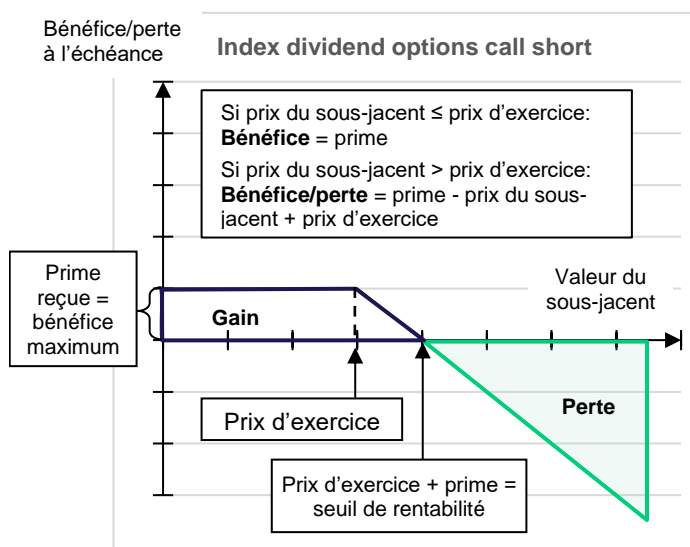 Bénéfice/perte
à l’échéance
Index dividend options call short
Si prix du sous-jacent ≤ prix d’exercice:
Bénéfice = prime
Si prix du sous-jacent > prix d’exercice:
Bénéfice/perte = prime - prix du sous-
jacent + prix d’exercice
Prime
reçue =
bénéfice
maximum
Gain
Valeur du
sous-jacent
Prix d’exercice
Perte
Prix d’exercice + prime =
seuil de rentabilité